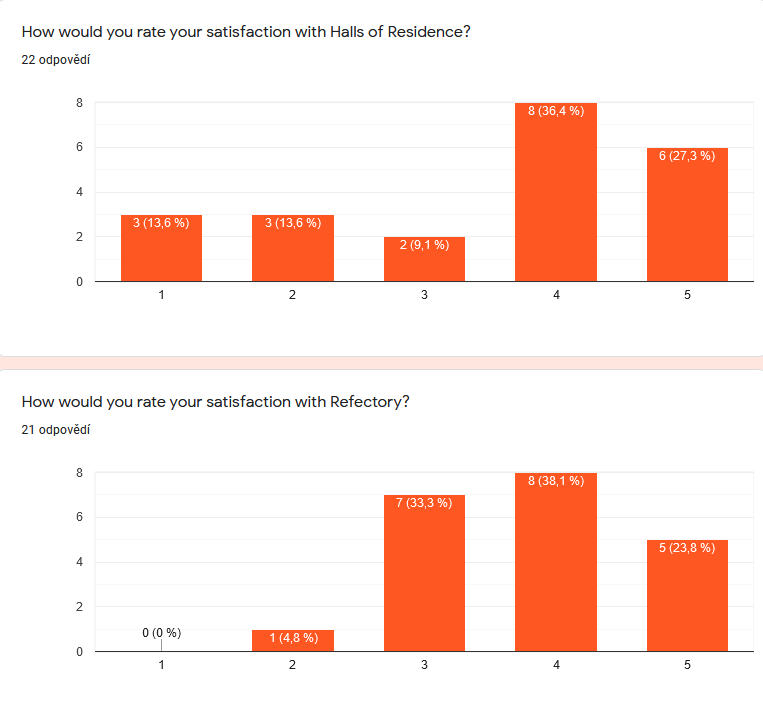 How would you rate your satisfaction with Halls of Residence?
22 odpovědí
8
6
4
2
0
3 (13,6 %)
3 (13,6 %)
2 (9,1 %)
8 (36,4 %)
6 (27,3 %)
1 2 3 4 5
How would you rate your satisfaction with Refectory?
21 odpovědí
8
6
4
2
0
0 (0 %)
1 (4,8 %)
7 (33,3 %)
8 (38,1 %)
5 (23,8 %)
1 2 3 4 5